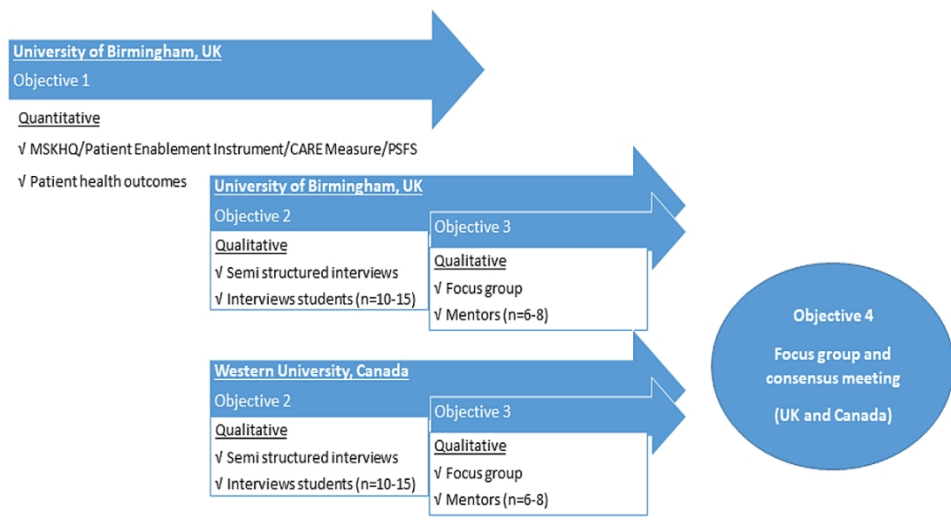 University of Birmingham, UK
Objective 1
Quantitative
√ MSKHQ/Patient Enablement Instrument/CARE Measure/PSFS
√ Patient health outcomes
University of Birmingham, UK
Objective 2
Qualitative
√ Semi structured interviews
√ Interviews students (n=10-15)
Objective 3
Qualitative
√ Focus group
√ Mentors (n=6-8)
Western University, Canada
Objective 2
Qualitative
√ Semi structured interviews
√ Interviews students (n=10-15)
Objective 3
Qualitative
√ Focus group
√ Mentors (n=6-8)
Objective 4
Focus group and
consensus meeting
(UK and Canada)